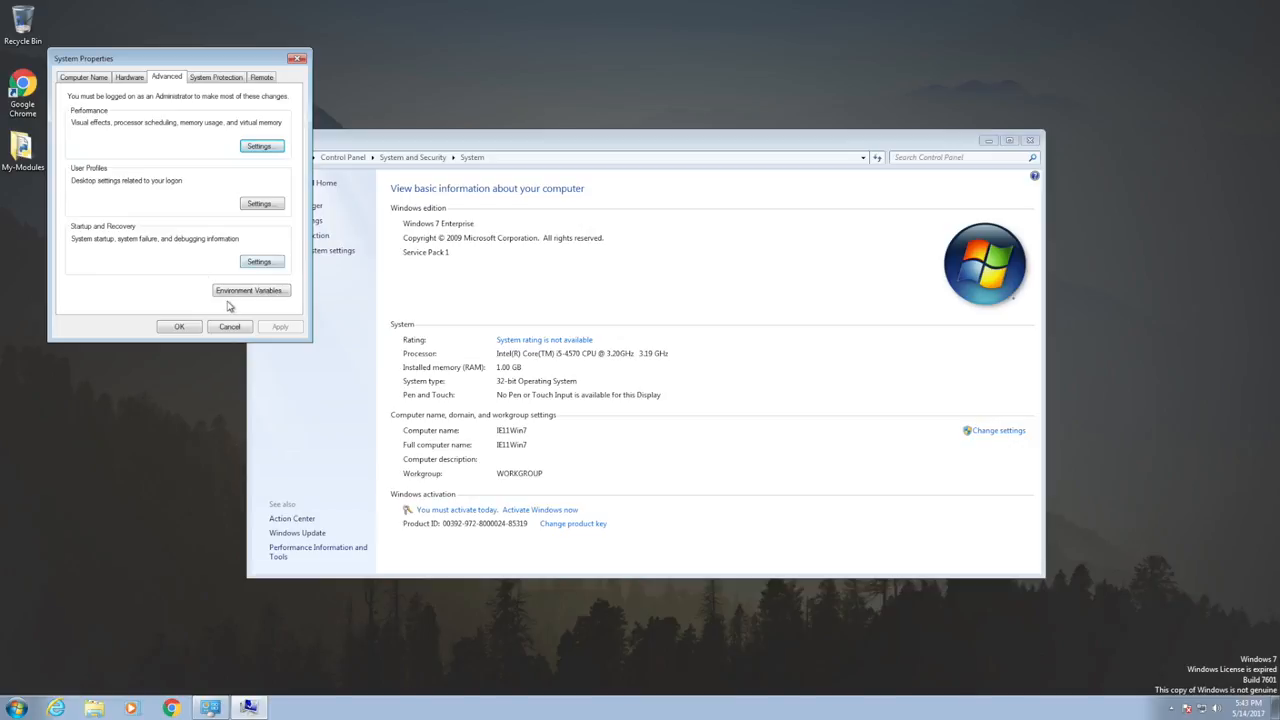 Recycle Bin
Google
Chrome
My-Modules
System Properties
Computer Name
Hardware
Advanced
System Protection
Remote
You must be logged on as an Administrator to make most of these changes.
Performance
Visual effects, processor scheduling, memory usage, and virtual memory
Settings...
User Profiles
Desktop settings related to your logon
Settings...
Startup and Recovery
System startup, system failure, and debugging information
Settings...
Environment Variables...
OK
Cancel
Apply
Control Panel
System and Security
System
Search Control Panel
Home
ger
ngs
ction
stem settings
See also
Action Center
Windows Update
Performance Information and
Tools
View basic information about your computer
Windows edition
Windows 7 Enterprise
Copyright © 2009 Microsoft Corporation. All rights reserved.
Service Pack 1
System
Rating: System rating is not available
Processor: Intel(R) Core(TM) i5-4570 CPU @ 3.20GHz 3.19 GHz
Installed memory (RAM): 1.00 GB
System type: 32-bit Operating System
Pen and Touch: No Pen or Touch Input is available for this Display
Computer name, domain, and workgroup settings
Computer name: IE11Win7
Change settings
Full computer name: IE11Win7
Computer description:
Workgroup: WORKGROUP
Windows activation
You must activate today. Activate Windows now
Product ID: 00392-972-8000024-85319 Change product key
Windows 7
Windows License is expired
Build 7601
This copy of Windows is not genuine
5:43 PM
5/14/2017